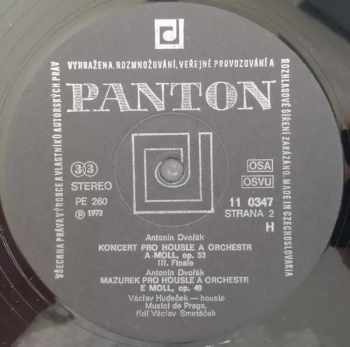 VŠECHNA PRÁVA VÝROBCE A VLASTNÍKŮ AUTORSKÝCH PRÁV VYHRAŽENA. ROZMNOŽOVÁNÍ, VEŘEJNÉ PROVOZOVÁNÍ A ROZHLASOVÉ ŠÍŘENÍ ZAKÁZÁNO. MADE IN CZECHOSLOVAKIA
PANTON
33
STEREO
PE 260
Ⓟ 1973
OSA
OSVU
11 0347
STRANA 2
H
Antonín Dvořák
KONCERT PRO HOUSLE A ORCHESTR
A MOLL, op. 53
III. Finale
Antonín Dvořák
MAZUREK PRO HOUSLE A ORCHESTR
E MOLL, op. 49
Václav Hudeček — housle
Musici de Praga,
řídí Václav Smetáček